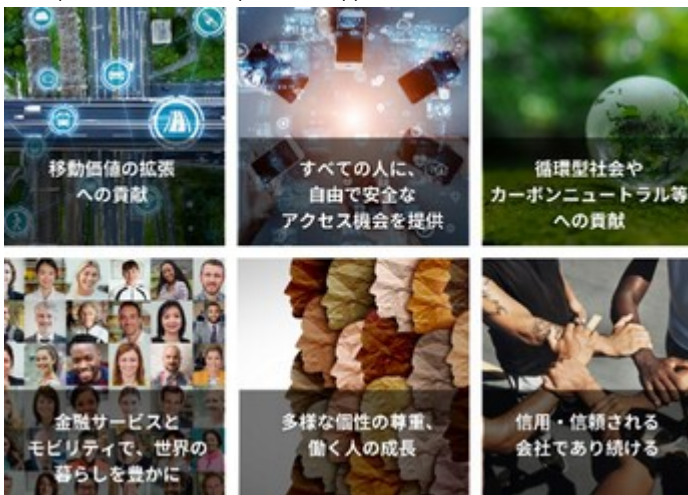 移動価値の拡張
への貢献
すべての人に、
自由で安全な
アクセス機会を提供
循環型社会や
カーボンニュートラル等
への貢献
金融サービスと
モビリティで、世界の
暮らしを豊かに
多様な個性の尊重、
働く人の成長
信用・信頼される
会社であり続ける